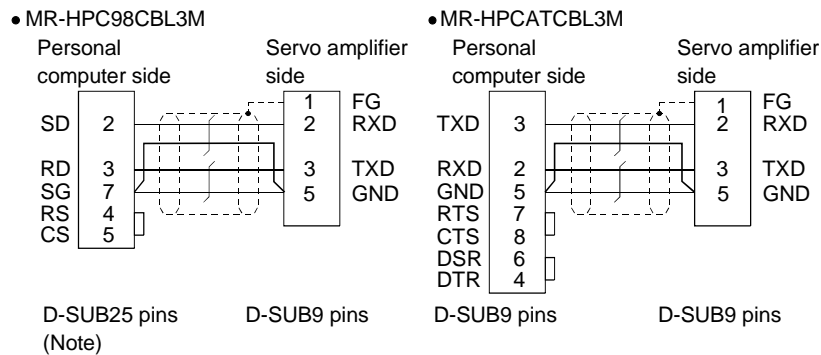 • MR-HPC98CBL3M
Personal computer side
Servo amplifier side
SD 2
RD 3
SG 7
RS 4
CS 5
1 FG
2 RXD
3 TXD
5 GND
D-SUB25 pins
(Note)
D-SUB9 pins
• MR-HPCATCBL3M
Personal computer side
Servo amplifier side
TXD 3
RXD 2
GND 5
RTS 7
CTS 8
DSR 6
DTR 4
1 FG
2 RXD
3 TXD
5 GND
D-SUB9 pins
D-SUB9 pins